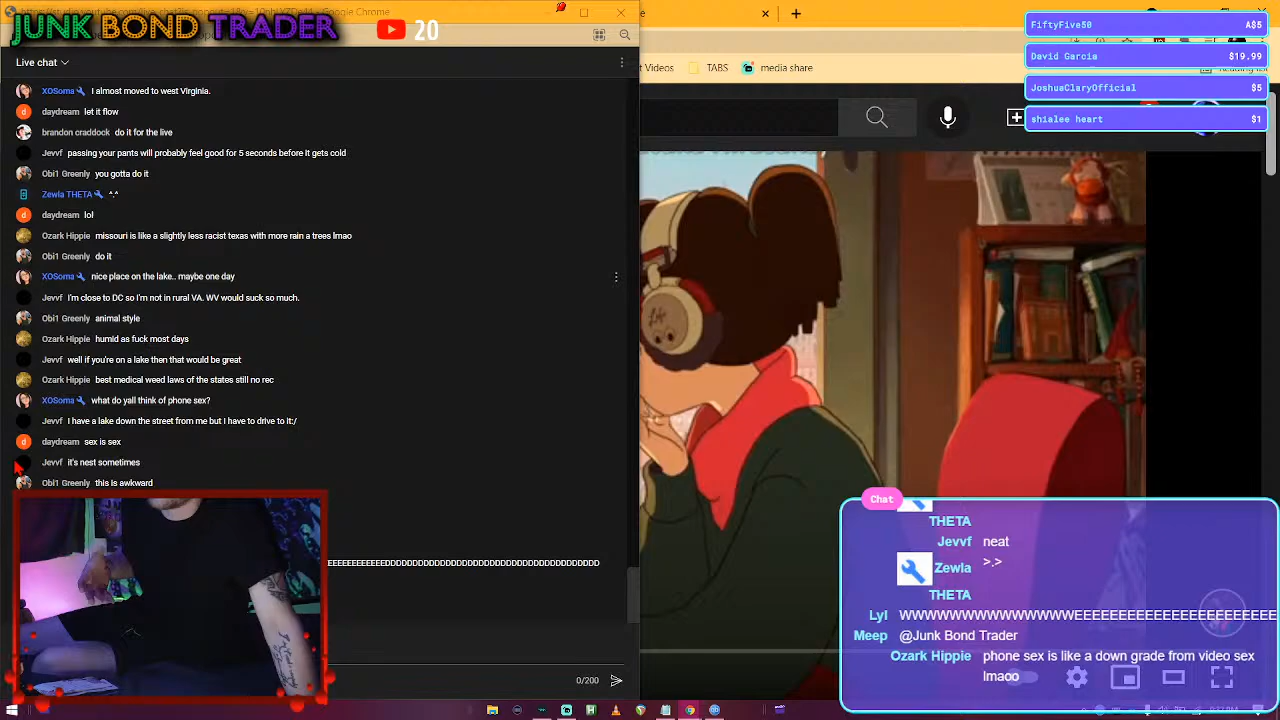 - Google Chrome
JUNK BOND TRADER
20
Live chat
XOSoma I almost moved to west Virginia.
daydream let it flow
brandon craddock do it for the live
Jevvf passing your pants will probably feel good for 5 seconds before it gets cold
Obi1 Greenly you gotta do it
Zewla THETA ^.^
daydream lol
Ozark Hippie missouri is like a slightly less racist texas with more rain a trees lmao
Obi1 Greenly do it
XOSoma nice place on the lake.. maybe one day
Jevvf I'm close to DC so I'm not in rural VA. WV would suck so much.
Obi1 Greenly animal style
Ozark Hippie humid as fuck most days
Jevvf well if you're on a lake then that would be great
Ozark Hippie best medical weed laws of the states still no rec
XOSoma what do yall think of phone sex?
Jevvf I have a lake down the street from me but I have to drive to it:/
daydream sex is sex
Jevvf it's nest sometimes
Obi1 Greenly this is awkward
0/200
Videos
TABS
media share
FiftyFive50 A$5
David Garcia $19.99
JoshuaClaryOfficial $5
shialee heart $1
Chat
THETA
Jevvf neat
Zewla >.>
THETA
Lyl WWWWWWWWWWWWWWEEEEEEEEEEEEEEEEEEEEEEE
Meep @Junk Bond Trader
Ozark Hippie phone sex is like a down grade from video sex
lmaoo